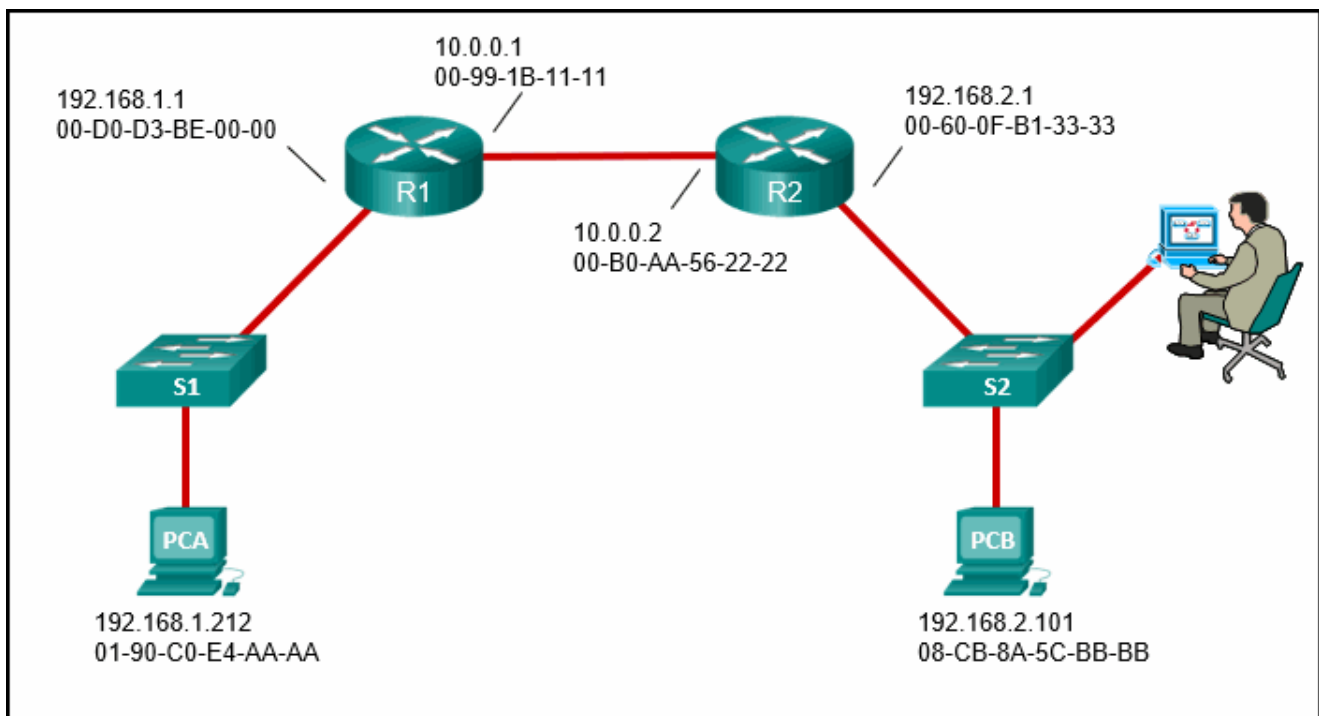 10.0.0.1
00-99-1B-11-11
192.168.1.1
00-D0-D3-BE-00-00
192.168.2.1
00-60-0F-B1-33-33
R1
R2
10.0.0.2
00-B0-AA-56-22-22
S1
S2
PCA
PCB
192.168.1.212
01-90-C0-E4-AA-AA
192.168.2.101
08-CB-8A-5C-BB-BB